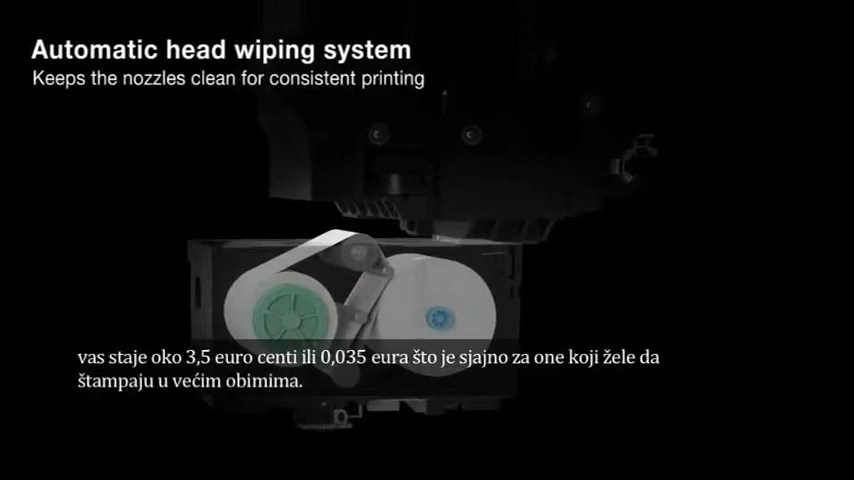 Automatic head wiping system
Keeps the nozzles clean for consistent printing
vas staje oko 3,5 euro centi ili 0,035 eura što je sjajno za one koji žele da
štampaju u većim obimima.